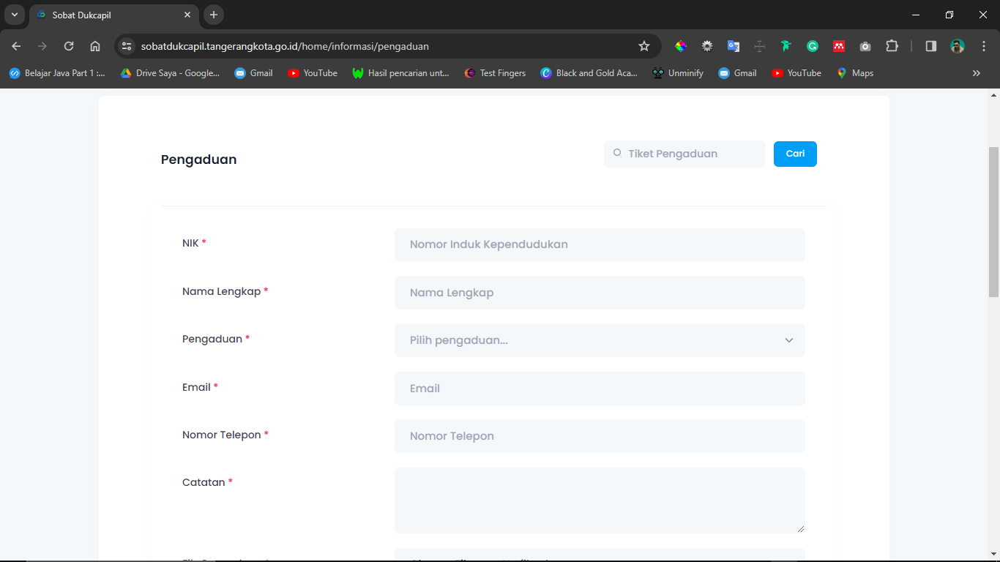 Sobat Dukcapil
sobatdukcapil.tangerangkota.go.id/home/informasi/pengaduan
Belajar Java Part 1 :... Drive Saya - Google... Gmail YouTube Hasil pencarian unt... Test Fingers Black and Gold Aca... Unminify Gmail YouTube Maps
Pengaduan
Tiket Pengaduan Cari
NIK * Nomor Induk Kependudukan
Nama Lengkap * Nama Lengkap
Pengaduan * Pilih pengaduan...
Email * Email
Nomor Telepon * Nomor Telepon
Catatan *